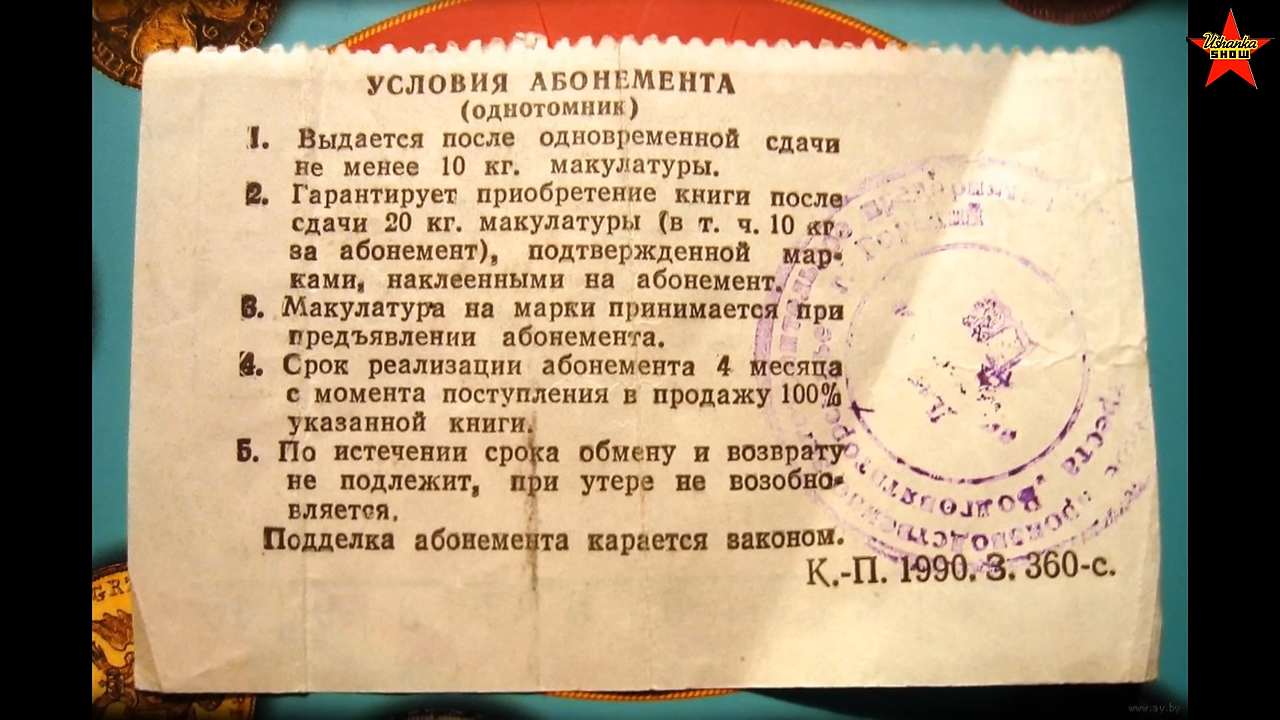 Ushanka
SHOW
УСЛОВИЯ АБОНЕМЕНТА
(однотомник)
1. Выдается после одновременной сдачи
не менее 10 кг. макулатуры.
2. Гарантирует приобретение книги после
сдачи 20 кг. макулатуры (в т. ч. 10 кг.
за абонемент), подтвержденной мар-
ками, наклеенными на абонемент.
3. Макулатура на марки принимается при
предъявлении абонемента.
4. Срок реализации абонемента 4 месяца
с момента поступления в продажу 100%
указанной книги.
5. По истечении срока обмену и возврату
не подлежит, при утере не возобно-
вляется.
Подделка абонемента карается законом.
К.-П. 1990. З. 360-с.
www.ay.by